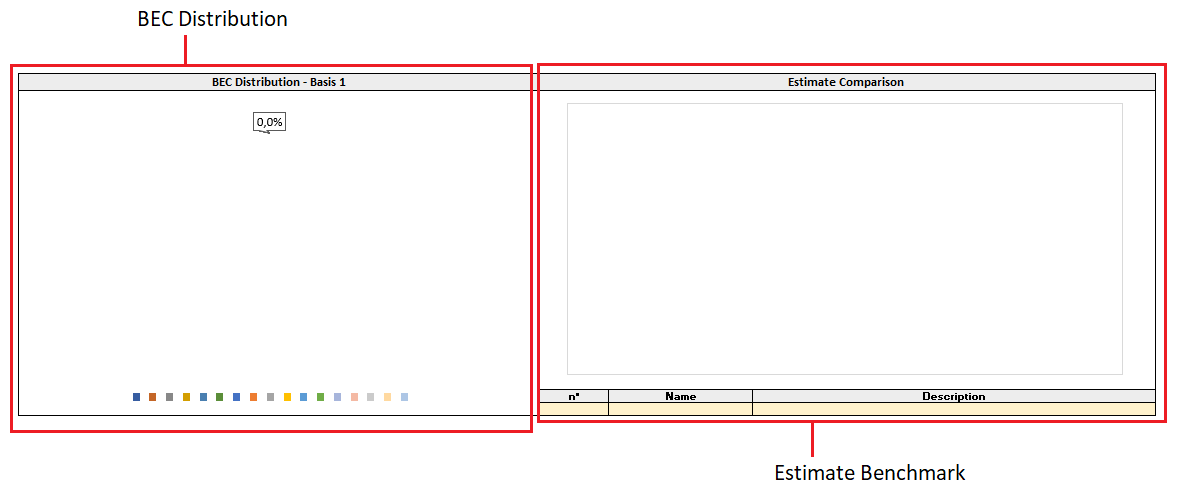 BEC Distribution
BEC Distribution - Basis 1
Estimate Comparison
0,0%
n° Name Description
Estimate Benchmark